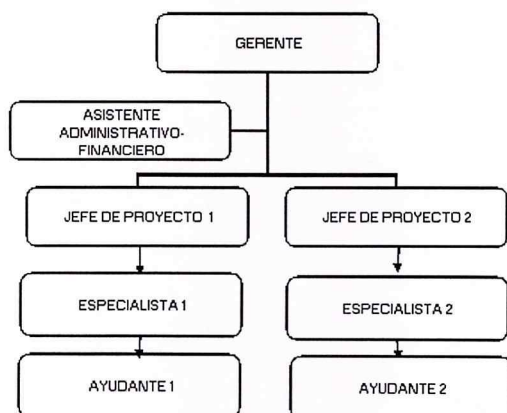 GERENTE
ASISTENTE
ADMINISTRATIVO-
FINANCIERO
JEFE DE PROYECTO 1
JEFE DE PROYECTO 2
ESPECIALISTA 1
ESPECIALISTA 2
AYUDANTE 1
AYUDANTE 2